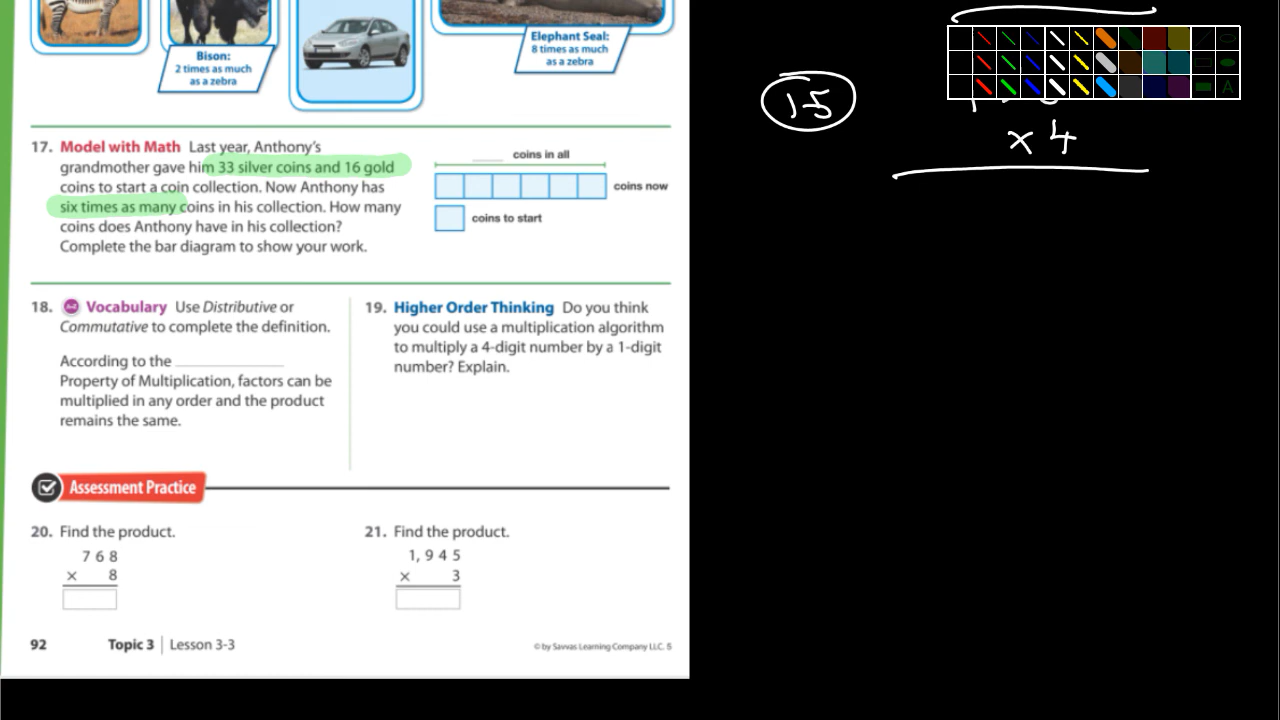 Bison:
2 times as much
as a zebra
Elephant Seal:
8 times as much
as a zebra
17. Model with Math Last year, Anthony's
grandmother gave him 33 silver coins and 16 gold
coins to start a coin collection. Now Anthony has
six times as many coins in his collection. How many
coins does Anthony have in his collection?
Complete the bar diagram to show your work.
____ coins in all
coins now
coins to start
18. A-Z Vocabulary Use Distributive or
Commutative to complete the definition.
According to the ____
Property of Multiplication, factors can be
multiplied in any order and the product
remains the same.
19. Higher Order Thinking Do you think
you could use a multiplication algorithm
to multiply a 4-digit number by a 1-digit
number? Explain.
Assessment Practice
20. Find the product.
768
× 8
21. Find the product.
1,945
× 3
92 Topic 3 | Lesson 3-3
© by Savvas Learning Company LLC. 5
15
× 4
A